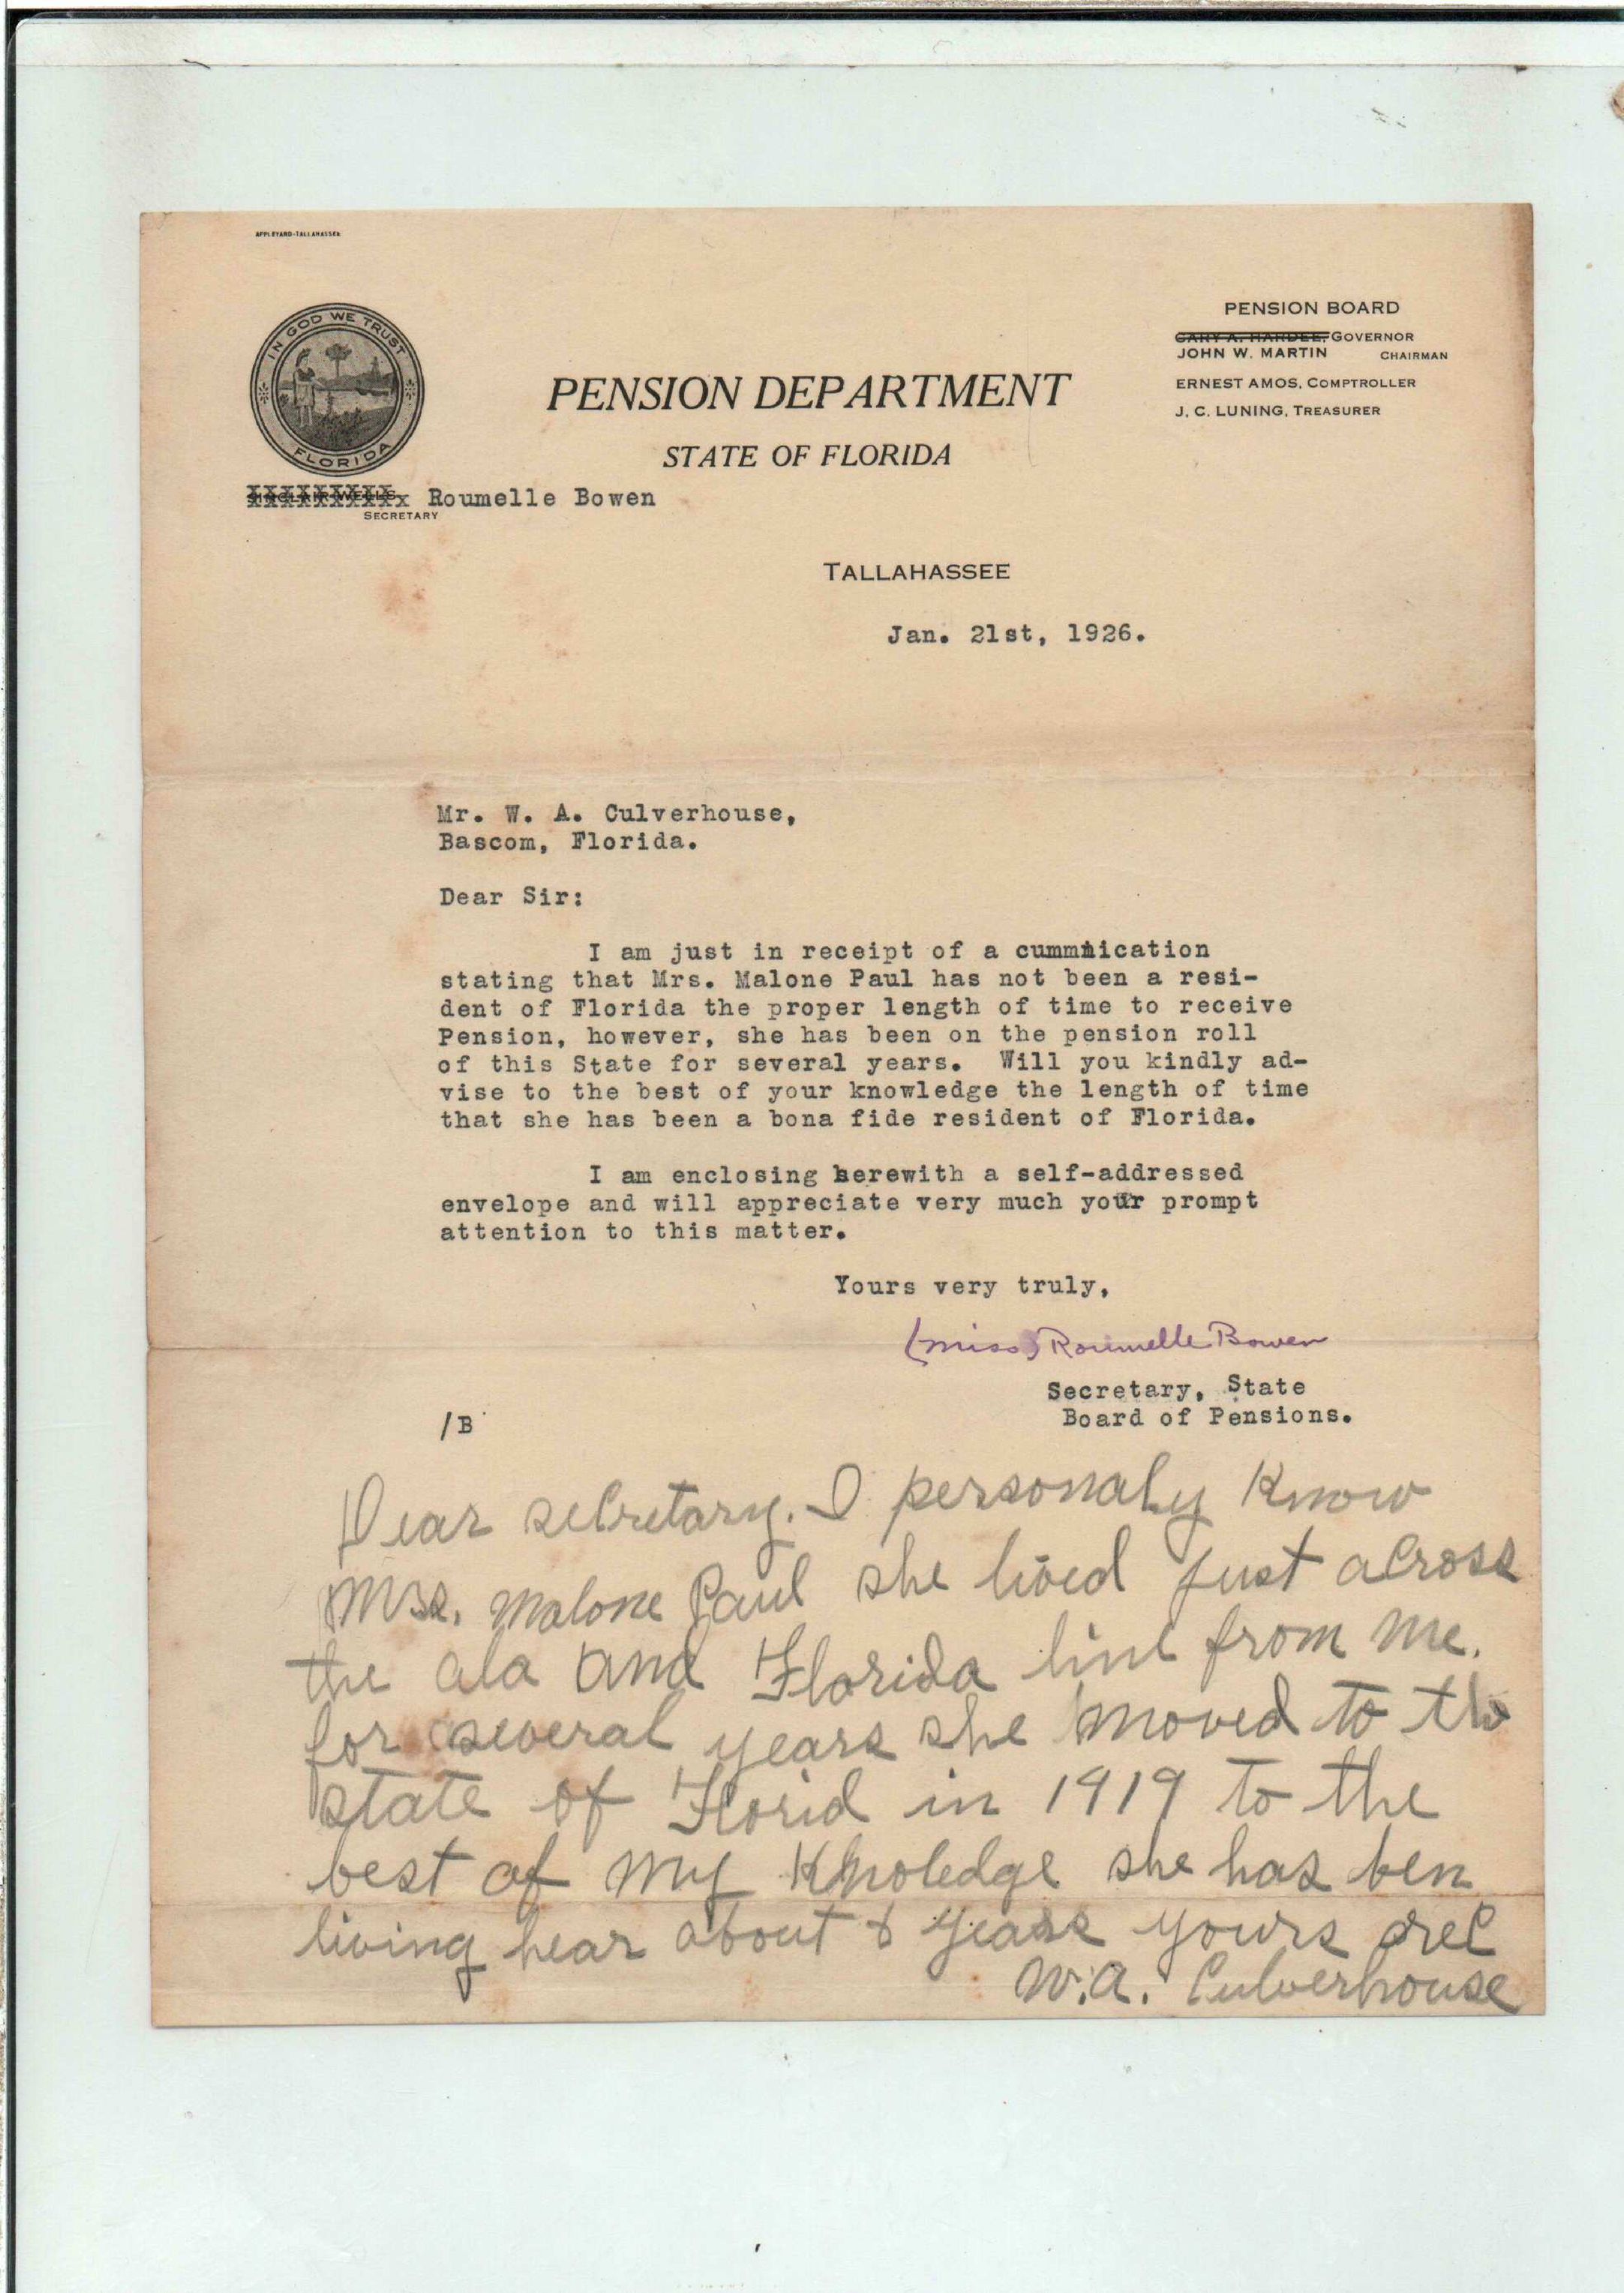 APPLEYARD-TALLAHASSEE
IN GOD WE TRUST
FLORIDA
PENSION BOARD
CARY A. HARDEE, GOVERNOR
JOHN W. MARTIN CHAIRMAN
ERNEST AMOS, COMPTROLLER
J. C. LUNING, TREASURER
PENSION DEPARTMENT
STATE OF FLORIDA
SINCLAIR WELLS, Roumelle Bowen
SECRETARY
TALLAHASSEE
Jan. 21st, 1926.
Mr. W. A. Culverhouse,
Bascom, Florida.
Dear Sir:
I am just in receipt of a cummnication
stating that Mrs. Malone Paul has not been a resi-
dent of Florida the proper length of time to receive
Pension, however, she has been on the pension roll
of this State for several years. Will you kindly ad-
vise to the best of your knowledge the length of time
that she has been a bona fide resident of Florida.
I am enclosing herewith a self-addressed
envelope and will appreciate very much your prompt
attention to this matter.
Yours very truly,
(Miss) Roumelle Bowen
Secretary, State
Board of Pensions.
/B
Dear secretary. I personaly Know
Mrs. Malone Paul she lived just across
the ala and Florida line from me.
for several years she moved to the
state of Florid in 1919 to the
best of my Knoledge she has ben
living hear about years yours
W.A. Culverhouse